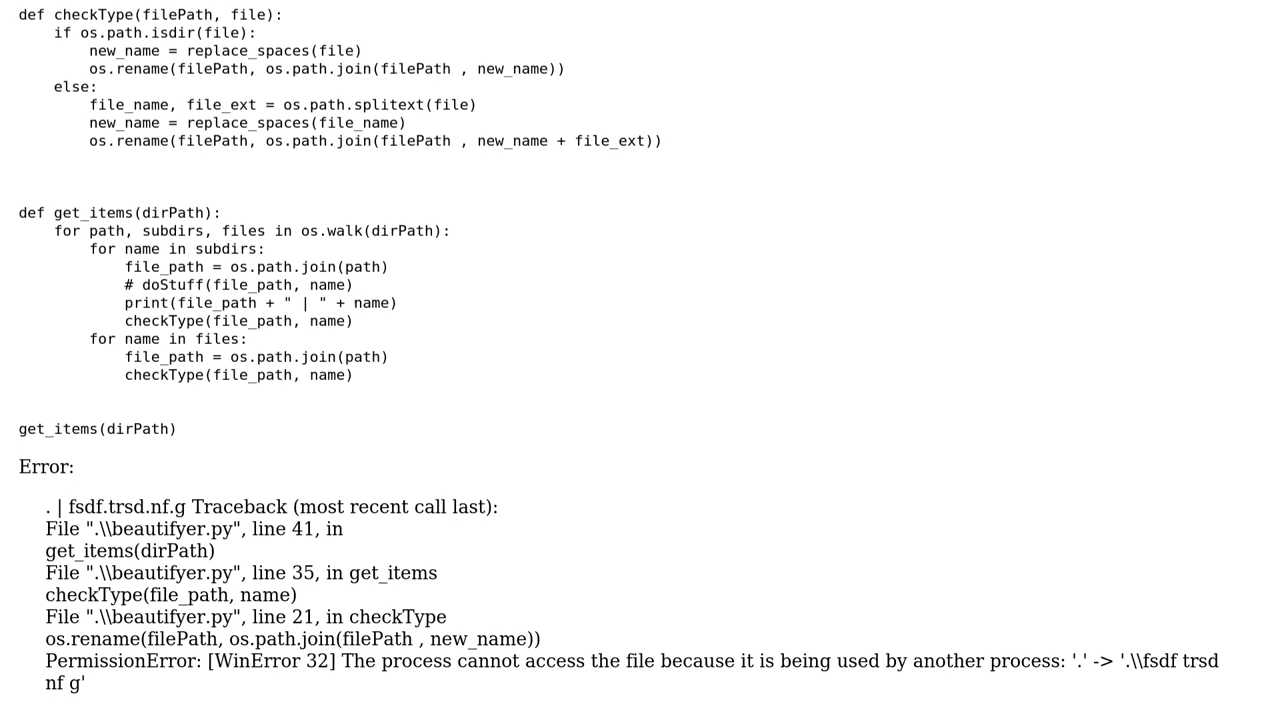 def checkType(filePath, file):
    if os.path.isdir(file):
        new_name = replace_spaces(file)
        os.rename(filePath, os.path.join(filePath , new_name))
    else:
        file_name, file_ext = os.path.splitext(file)
        new_name = replace_spaces(file_name)
        os.rename(filePath, os.path.join(filePath , new_name + file_ext))
def get_items(dirPath):
    for path, subdirs, files in os.walk(dirPath):
        for name in subdirs:
            file_path = os.path.join(path)
            # doStuff(file_path, name)
            print(file_path + " | " + name)
            checkType(file_path, name)
        for name in files:
            file_path = os.path.join(path)
            checkType(file_path, name)
get_items(dirPath)
Error:
. | fsdf.trsd.nf.g Traceback (most recent call last):
File ".\\beautifyer.py", line 41, in
get_items(dirPath)
File ".\\beautifyer.py", line 35, in get_items
checkType(file_path, name)
File ".\\beautifyer.py", line 21, in checkType
os.rename(filePath, os.path.join(filePath , new_name))
PermissionError: [WinError 32] The process cannot access the file because it is being used by another process: '.' -> '.\\fsdf trsd
nf g'